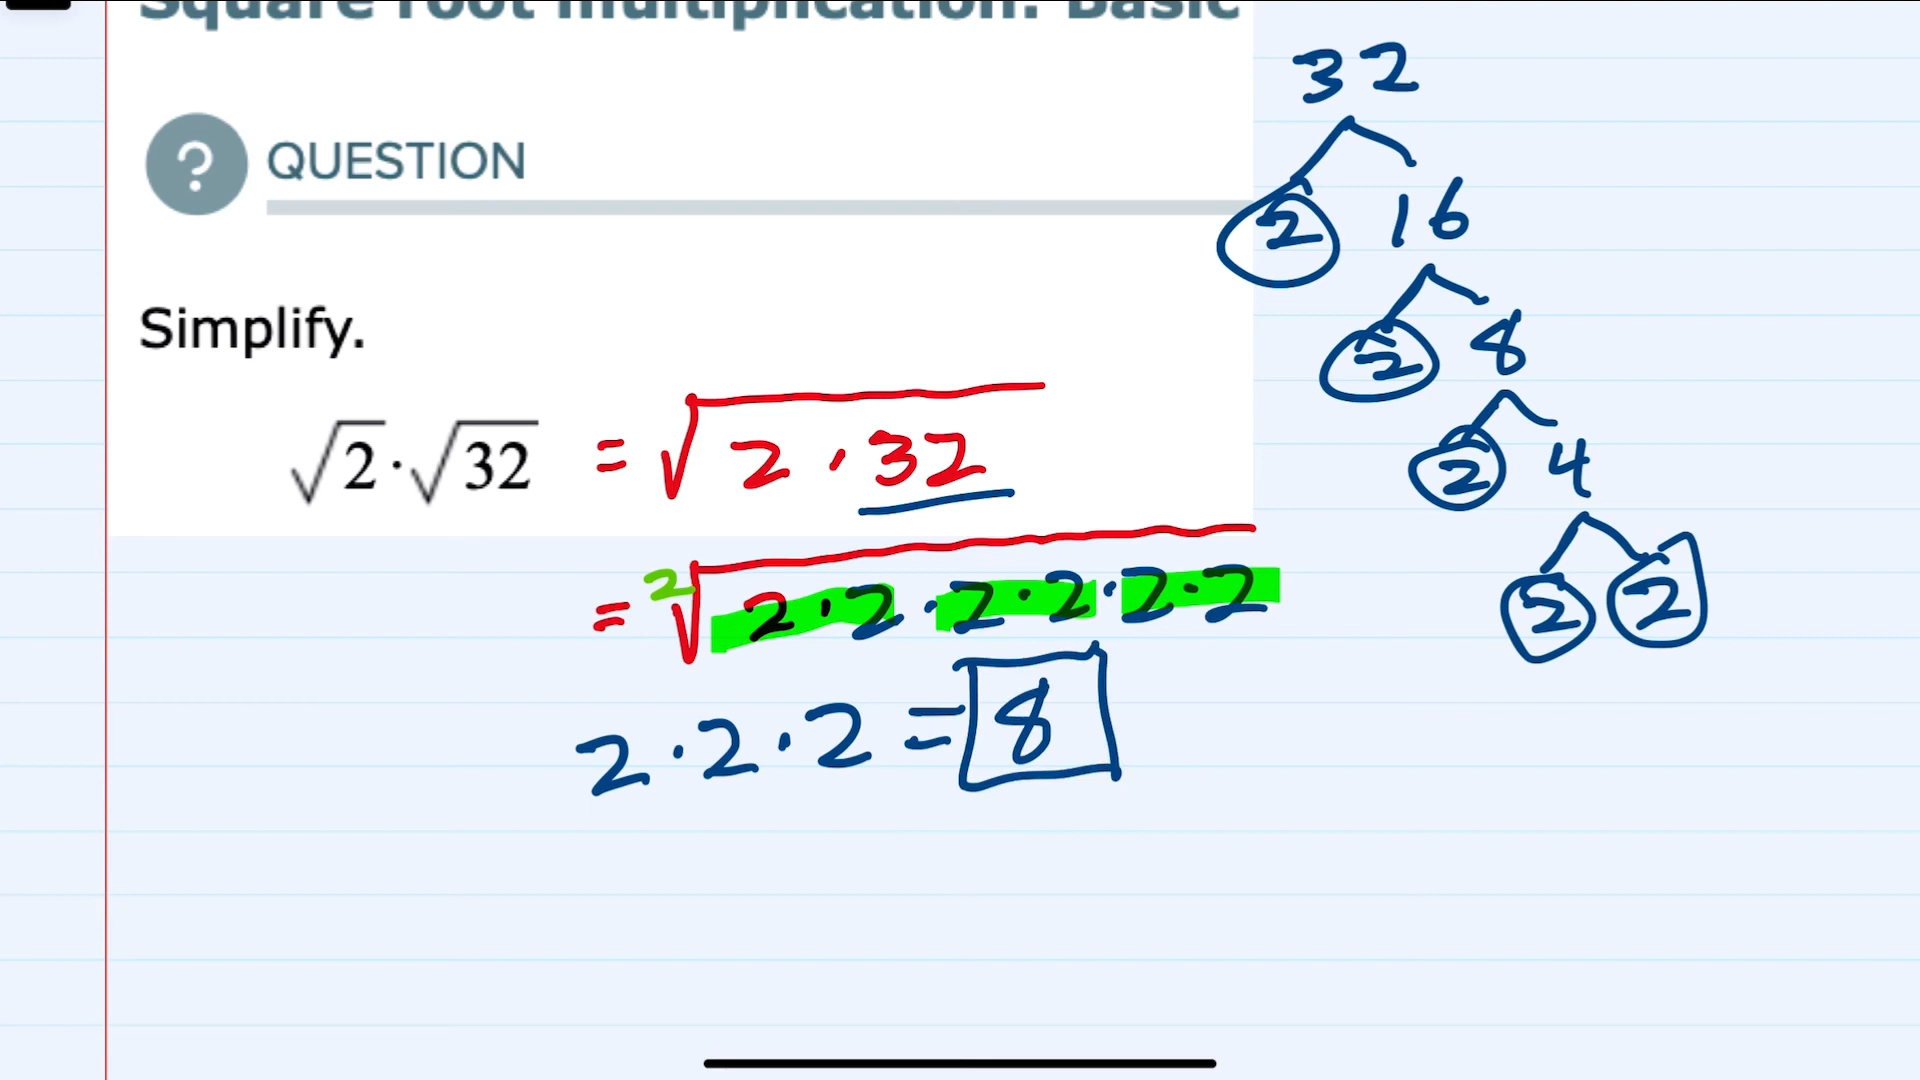 Square root multiplication: Basic
? QUESTION
Simplify.
√2 · √32 = √2 · 32
= ²√2 · 2 · 2 · 2 · 2 · 2
2 · 2 · 2 = 8
32
2 16
2 8
2 4
2 2